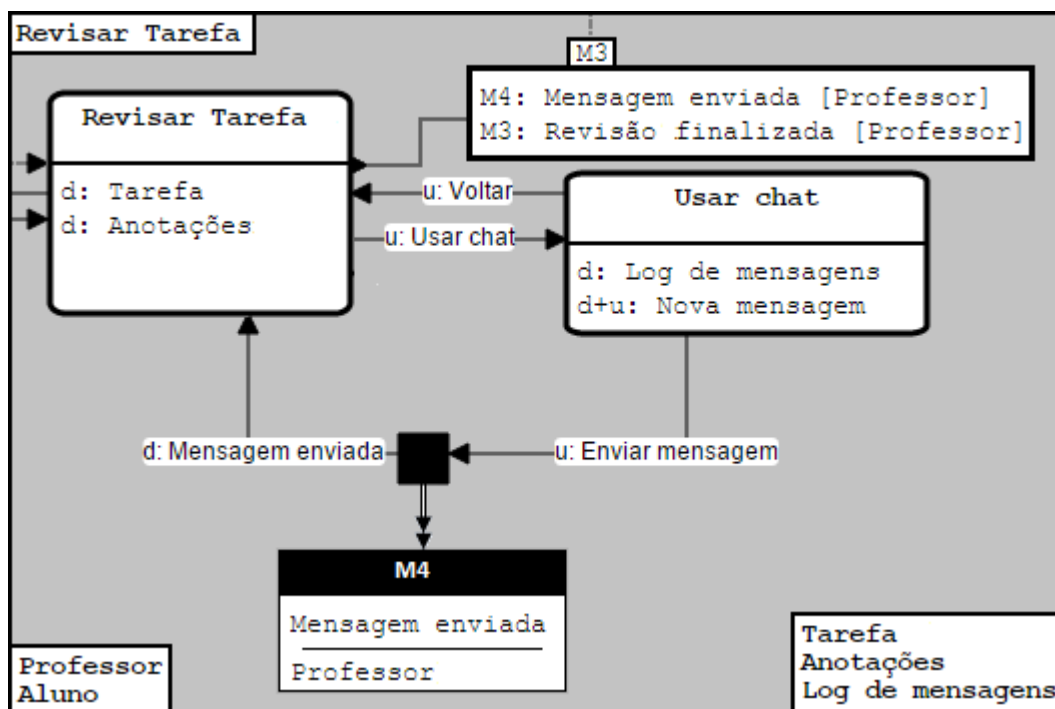 Revisar Tarefa
M3
M4: Mensagem enviada [Professor]
M3: Revisão finalizada [Professor]
Revisar Tarefa
d: Tarefa
d: Anotações
u: Voltar
u: Usar chat
Usar chat
d: Log de mensagens
d+u: Nova mensagem
d: Mensagem enviada
u: Enviar mensagem
M4
Mensagem enviada
Professor
Professor
Aluno
Tarefa
Anotações
Log de mensagens